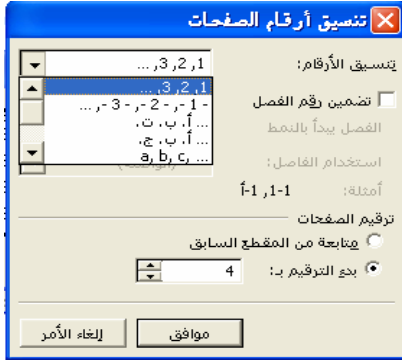 تنسيق أرقام الصفحات
تنسيق الأرقام: 1, 2, 3, ...
1, 2, 3, ...
- 1 -, - 2 -, - 3 -, ...
أ. ب. ت. ...
أ. ب. ج. ...
a, b, c, ...
تضمين رقم الفصل
الفصل يبدأ بالنمط
استخدام الفاصل:
أمثلة: 1-1, 1-أ
ترقيم الصفحات
متابعة من المقطع السابق
بدء الترقيم بـ: 4
موافق إلغاء الأمر